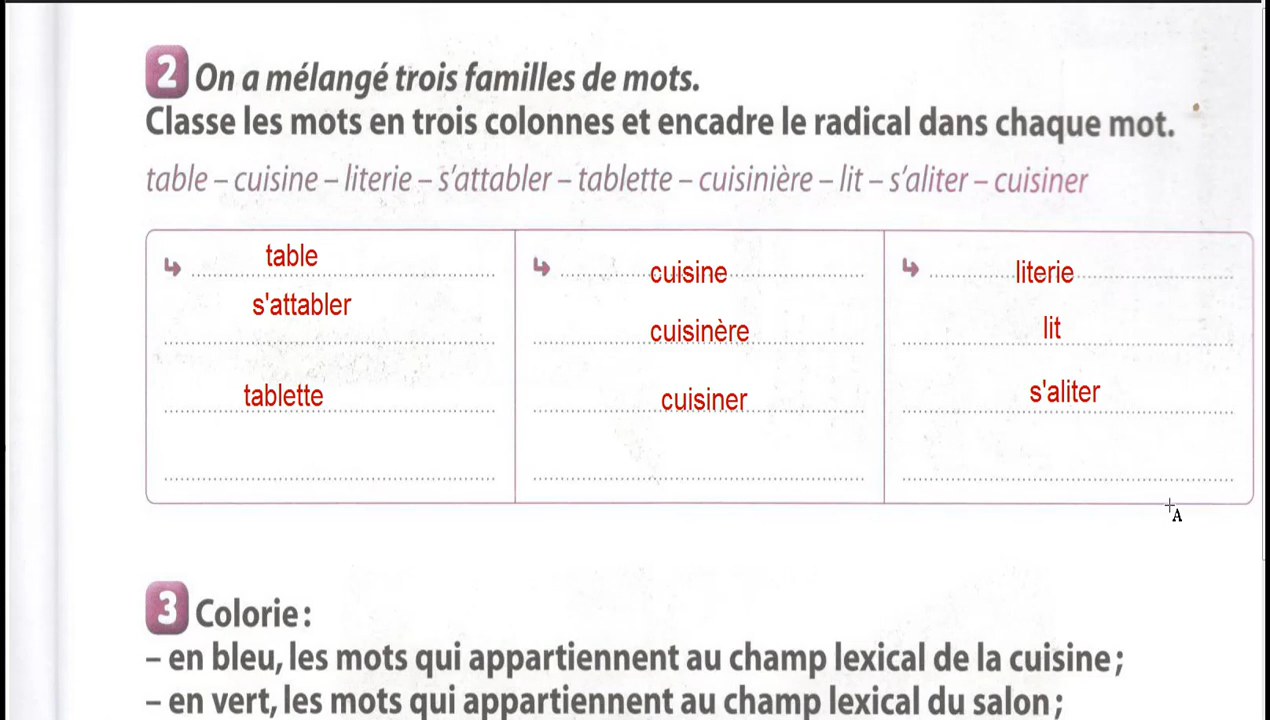 2 On a mélangé trois familles de mots.
Classe les mots en trois colonnes et encadre le radical dans chaque mot.
table – cuisine – literie – s'attabler – tablette – cuisinière – lit – s'aliter – cuisiner
table
s'attabler
tablette
cuisine
cuisinère
cuisiner
literie
lit
s'aliter
A
3 Colorie :
– en bleu, les mots qui appartiennent au champ lexical de la cuisine ;
– en vert, les mots qui appartiennent au champ lexical du salon ;